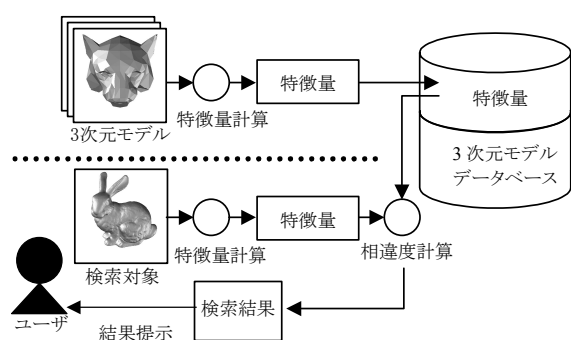 特徴量
特徴量
3次元モデル
特徴量計算
3 次元モデル
データベース
特徴量
検索対象
特徴量計算
相違度計算
検索結果
ユーザ
結果提示